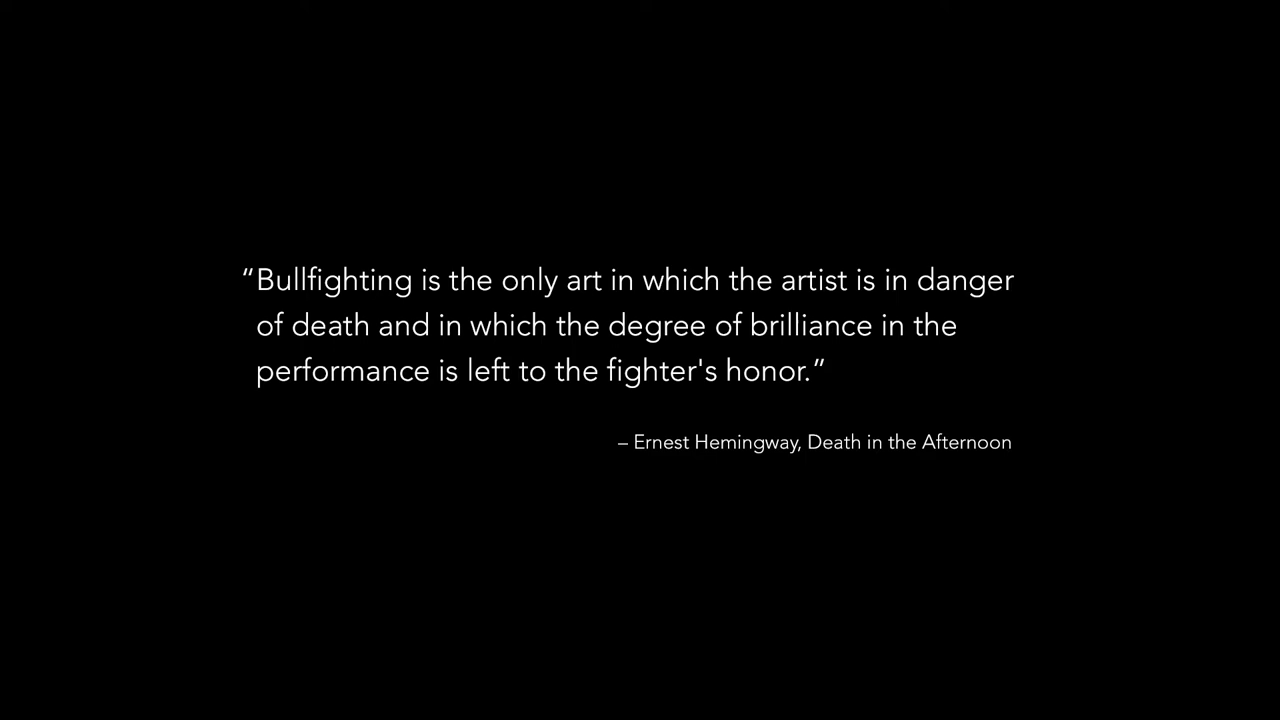 “Bullfighting is the only art in which the artist is in danger
of death and in which the degree of brilliance in the
performance is left to the fighter's honor.”
– Ernest Hemingway, Death in the Afternoon